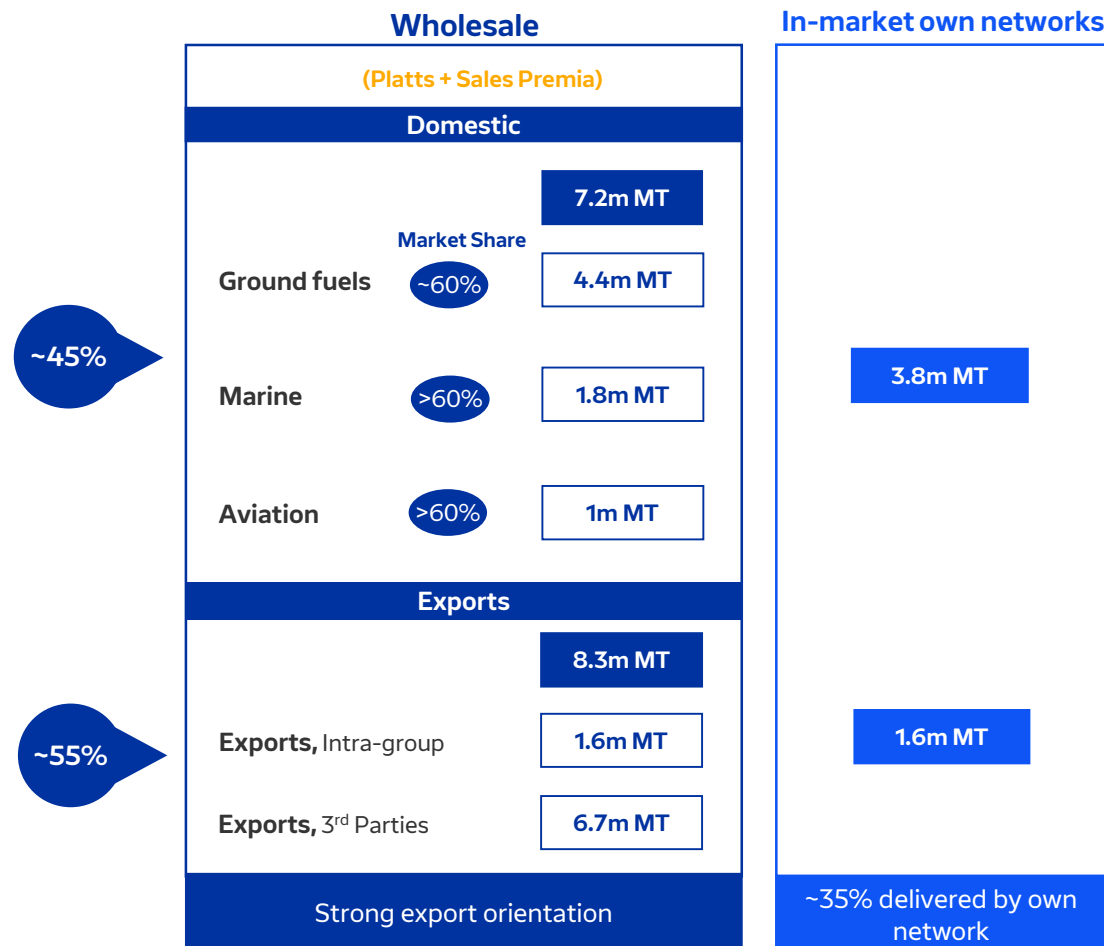 Wholesale
In-market own networks
(Platts + Sales Premia)
Domestic
7.2m MT
Market Share
Ground fuels
~60%
4.4m MT
~45%
3.8m MT
Marine
>60%
1.8m MT
Aviation
>60%
1m MT
Exports
8.3m MT
~55%
Exports, Intra-group
1.6m MT
1.6m MT
Exports, 3rd Parties
6.7m MT
Strong export orientation
~35% delivered by own
network